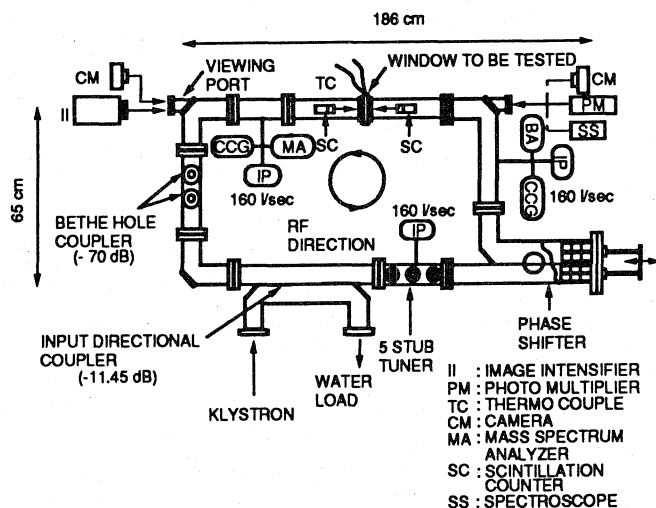 186 cm
CM
VIEWING
PORT
TC
WINDOW TO BE TESTED
CM
II
PM
SS
SC
SC
CCG
MA
IP
160 l/sec
BA
IP
CCG
160 l/sec
65 cm
BETHE HOLE
COUPLER
(- 70 dB)
RF
DIRECTION
160 l/sec
IP
INPUT DIRECTIONAL
COUPLER
(-11.45 dB)
KLYSTRON
WATER
LOAD
5 STUB
TUNER
PHASE
SHIFTER
II : IMAGE INTENSIFIER
PM : PHOTO MULTIPLIER
TC : THERMO COUPLE
CM : CAMERA
MA : MASS SPECTRUM
ANALYZER
SC : SCINTILLATION
COUNTER
SS : SPECTROSCOPE